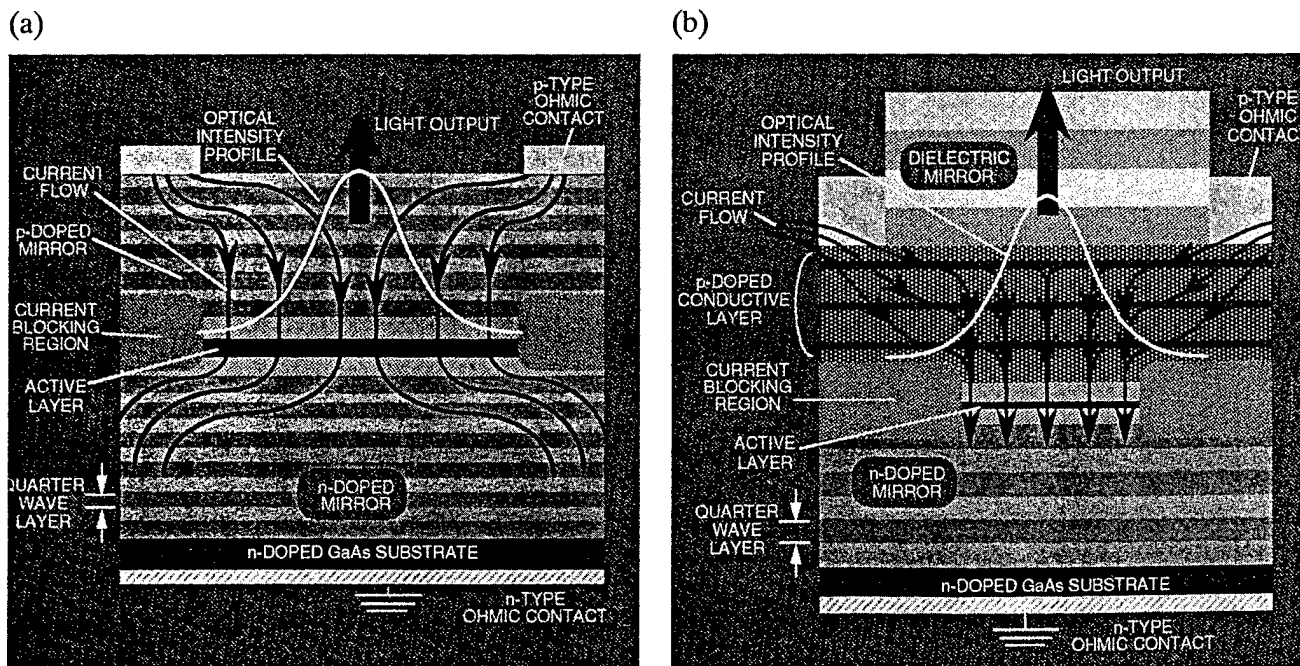 (a)
p-TYPE
OHMIC
CONTACT
OPTICAL
INTENSITY
PROFILE
LIGHT OUTPUT
CURRENT
FLOW
p-DOPED
MIRROR
CURRENT
BLOCKING
REGION
ACTIVE
LAYER
QUARTER
WAVE
LAYER
n-DOPED
MIRROR
n-DOPED GaAs SUBSTRATE
n-TYPE
OHMIC CONTACT
(b)
LIGHT OUTPUT
OPTICAL
INTENSITY
PROFILE
p-TYPE
OHMIC
CONTACT
DIELECTRIC
MIRROR
CURRENT
FLOW
p-DOPED
CONDUCTIVE
LAYER
CURRENT
BLOCKING
REGION
ACTIVE
LAYER
n-DOPED
MIRROR
QUARTER
WAVE
LAYER
n-DOPED GaAs SUBSTRATE
n-TYPE
OHMIC CONTACT